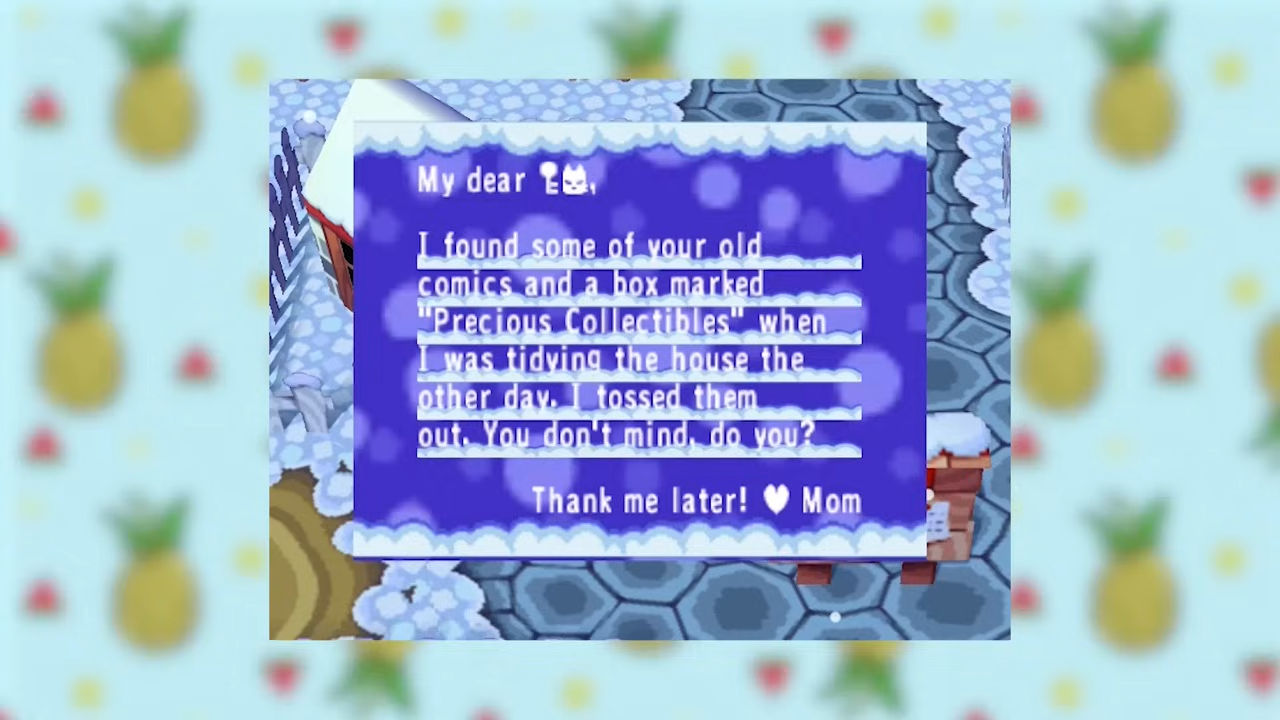 My dear
I found some of your old
comics and a box marked
"Precious Collectibles" when
I was tidying the house the
other day. I tossed them
out. You don't mind, do you?
Thank me later! ♥ Mom